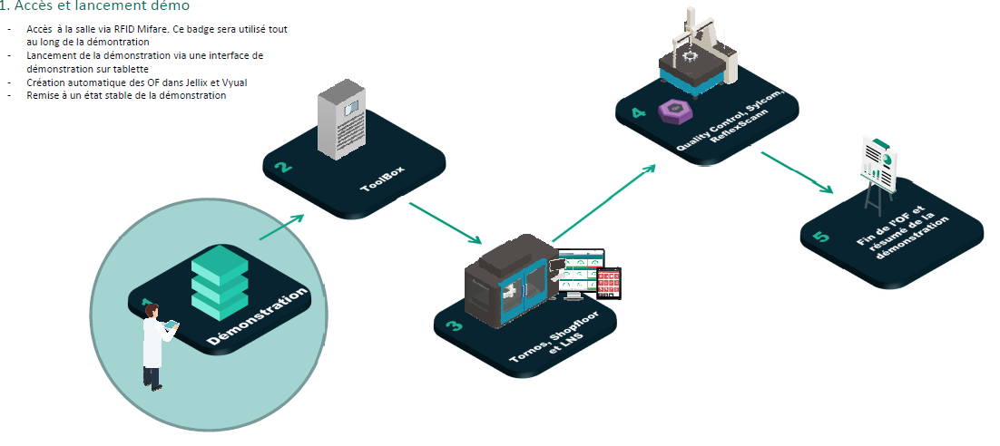 1. Accès et lancement démo
- Accès à la salle via RFID Mifare. Ce badge sera utilisé tout
au long de la démontration
- Lancement de la démonstration via une interface de
démonstration sur tablette
- Création automatique des OF dans Jellix et Vyual
- Remise à un état stable de la démonstration
1
Démonstration
2
ToolBox
3
Tornos, Shopfloor
et LNS
4
Quality Control, Sylcom,
ReflexScann
5
Fin de l'OF et
résumé de la
démonstration